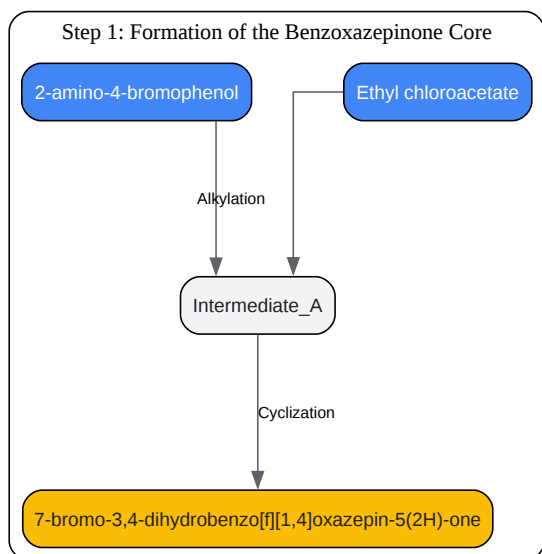 Step 1: Formation of the Benzoxazepinone Core
2-amino-4-bromophenol
Ethyl chloroacetate
Alkylation
Intermediate_A
Cyclization
7-bromo-3,4-dihydrobenzo[f][1,4]oxazepin-5(2H)-one